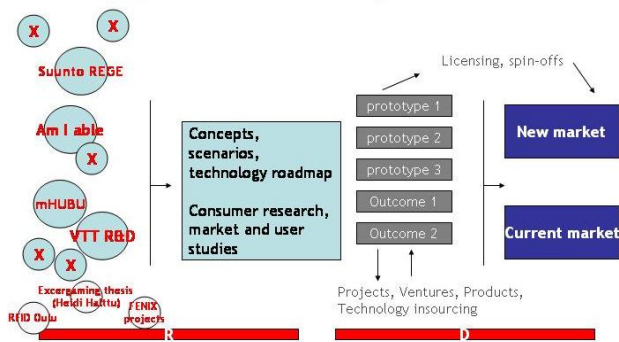 X
X
Suunto REGE
Am I able
X
mHUBU
VTT R&D
X
X
Exergaming thesis
(Heidi Harttu)
RFID Oulu
FENIX
projects
R
Concepts,
scenarios,
technology roadmap
Consumer research,
market and user
studies
prototype 1
prototype 2
prototype 3
Outcome 1
Outcome 2
Licensing, spin-offs
New market
Current market
Projects, Ventures, Products,
Technology insourcing
D